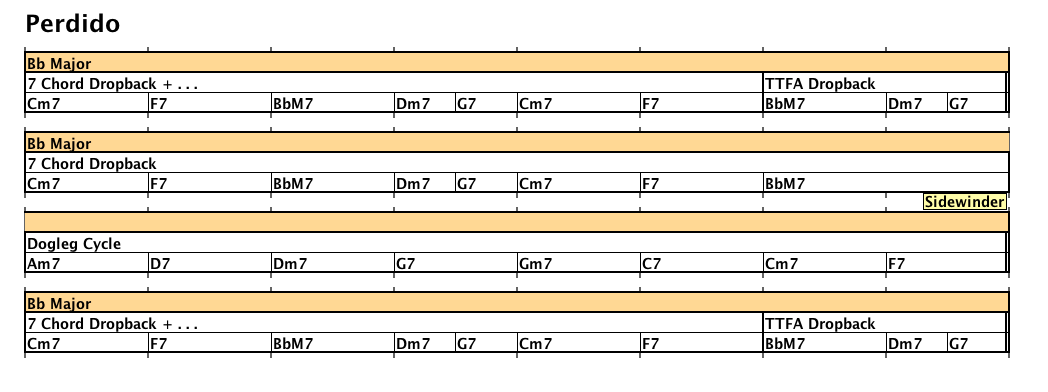 Perdido
Bb Major
7 Chord Dropback + . . . TTFA Dropback
Cm7 F7 BbM7 Dm7 G7 Cm7 F7 BbM7 Dm7 G7
Bb Major
7 Chord Dropback
Cm7 F7 BbM7 Dm7 G7 Cm7 F7 BbM7
Sidewinder
Dogleg Cycle
Am7 D7 Dm7 G7 Gm7 C7 Cm7 F7
Bb Major
7 Chord Dropback + . . . TTFA Dropback
Cm7 F7 BbM7 Dm7 G7 Cm7 F7 BbM7 Dm7 G7